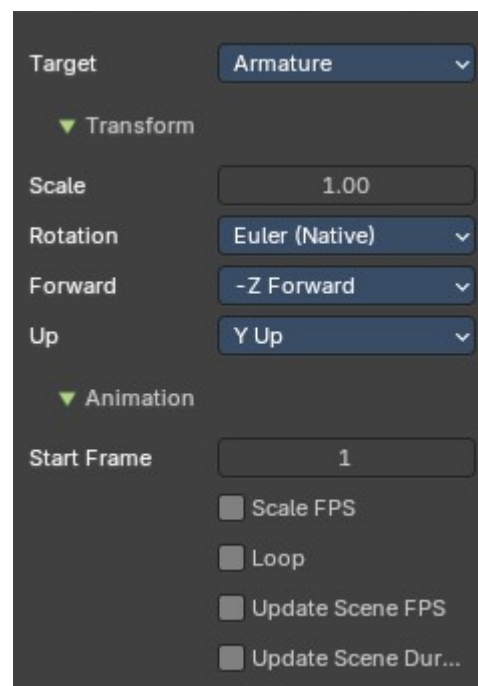 Target Armature
Transform
Scale 1.00
Rotation Euler (Native)
Forward -Z Forward
Up Y Up
Animation
Start Frame 1
Scale FPS
Loop
Update Scene FPS
Update Scene Dur...